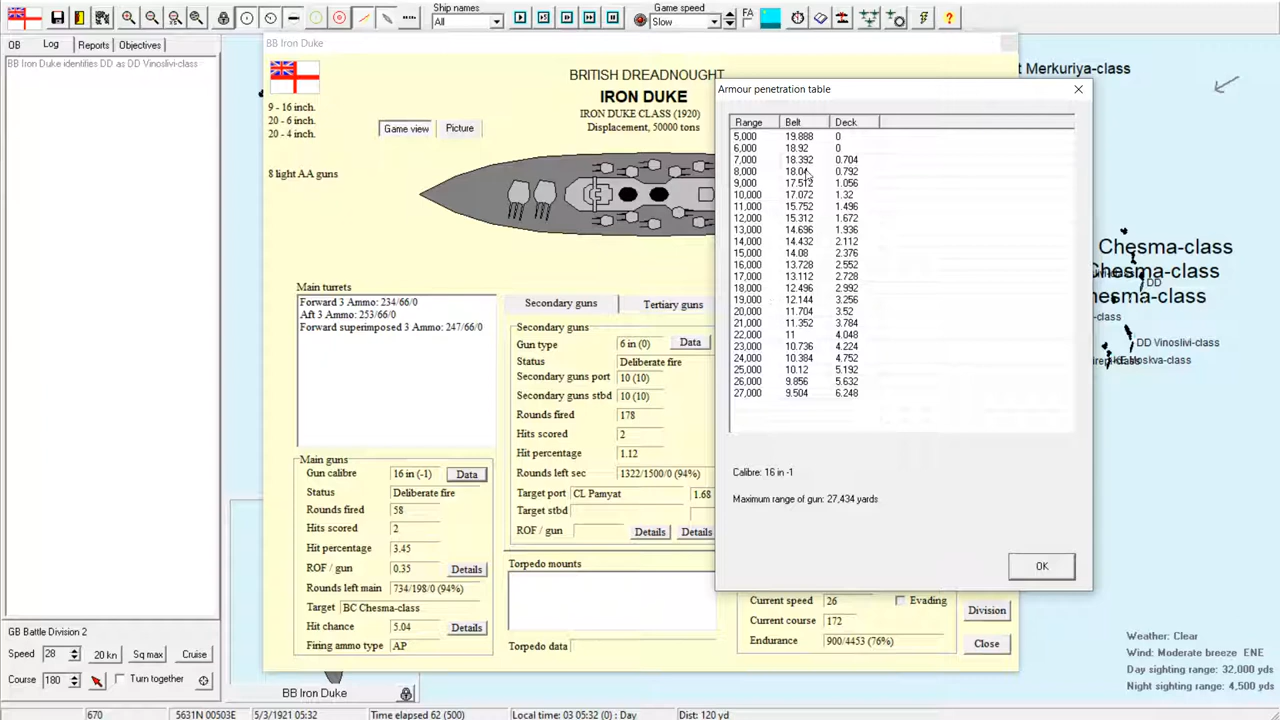 Ship names
All
Game speed
Slow
FA
OB Log Reports Objectives
BB Iron Duke identifies DD as DD Vinoslivi-class
BB Iron Duke
BRITISH DREADNOUGHT
IRON DUKE
IRON DUKE CLASS (1920)
Displacement, 50000 tons
9 - 16 inch.
20 - 6 inch.
20 - 4 inch.
Game view Picture
8 light AA guns
Main turrets
Forward 3 Ammo: 234/66/0
Aft 3 Ammo: 253/66/0
Forward superimposed 3 Ammo: 247/66/0
Main guns
Gun calibre 16 in (-1) Data
Status Deliberate fire
Rounds fired 58
Hits scored 2
Hit percentage 3.45
ROF / gun 0.35 Details
Rounds left main 734/198/0 (94%)
Target BC Chesma-class
Hit chance 5.04 Details
Firing ammo type AP
Secondary guns Tertiary guns
Secondary guns
Gun type 6 in (0) Data
Status Deliberate fire
Secondary guns port 10 (10)
Secondary guns stbd 10 (10)
Rounds fired 178
Hits scored 2
Hit percentage 1.12
Rounds left sec 1322/1500/0 (94%)
Target port CL Pamyat 1.68
Target stbd
ROF / gun Details Details
Torpedo mounts
Torpedo data
Current speed 26 Evading
Current course 172
Endurance 900/4453 (76%)
Division
Close
Armour penetration table
Range Belt Deck
5,000 19.888 0
6,000 18.92 0
7,000 18.392 0.704
8,000 18.04 0.792
9,000 17.512 1.056
10,000 17.072 1.32
11,000 15.752 1.496
12,000 15.312 1.672
13,000 14.696 1.936
14,000 14.432 2.112
15,000 14.08 2.376
16,000 13.728 2.552
17,000 13.112 2.728
18,000 12.496 2.992
19,000 12.144 3.256
20,000 11.704 3.52
21,000 11.352 3.784
22,000 11 4.048
23,000 10.736 4.224
24,000 10.384 4.752
25,000 10.12 5.192
26,000 9.856 5.632
27,000 9.504 6.248
Calibre: 16 in -1
Maximum range of gun: 27,434 yards
OK
t Merkuriya-class
Chesma-class
Chesma-class
hesma-class
DD
-class
DD Vinoslivi-class
Moskva-class
Weather: Clear
Wind: Moderate breeze ENE
Day sighting range: 32,000 yds
Night sighting range: 4,500 yds
GB Battle Division 2
Speed 28 20 kn Sq max Cruise
Course 180 Turn together
BB Iron Duke
670 5631N 00503E 5/3/1921 05:32 Time elapsed 62 (500) Local time: 03 05:32 (0) : Day Dist: 120 yd